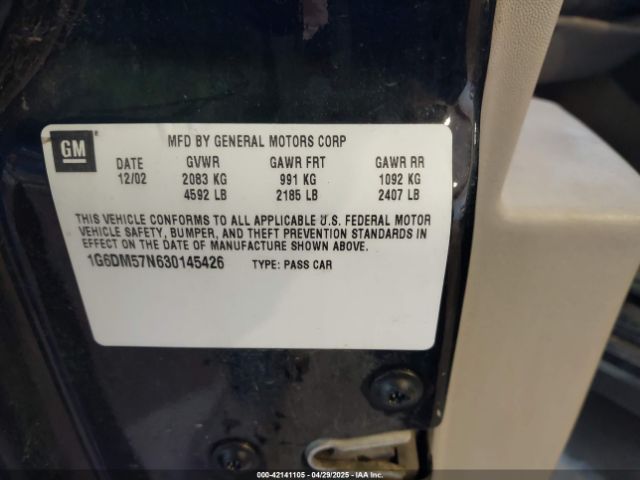 GM
MFD BY GENERAL MOTORS CORP
DATE GVWR GAWR FRT GAWR RR
12/02 2083 KG 991 KG 1092 KG
4592 LB 2185 LB 2407 LB
THIS VEHICLE CONFORMS TO ALL APPLICABLE U.S. FEDERAL MOTOR
VEHICLE SAFETY, BUMPER, AND THEFT PREVENTION STANDARDS IN
EFFECT ON THE DATE OF MANUFACTURE SHOWN ABOVE.
1G6DM57N630145426 TYPE: PASS CAR
000-42141105 04/29/2025 - IAA Inc.